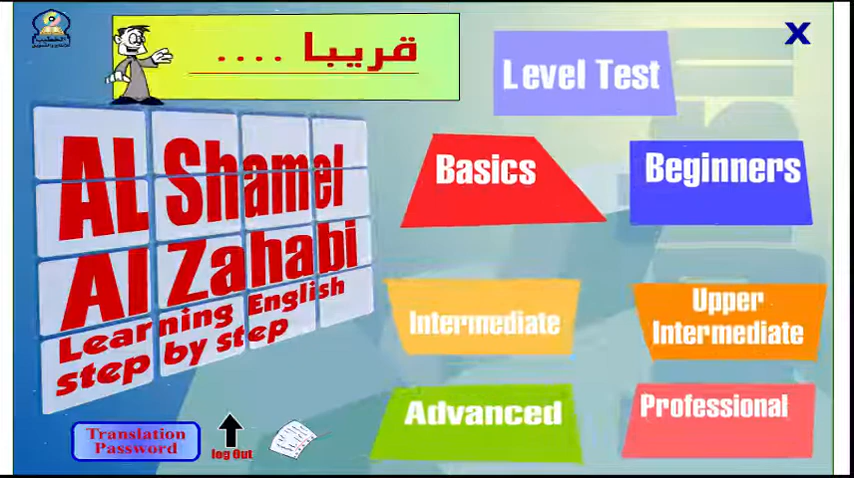 قريبا ....
X
Level Test
AL Shamel
Al Zahabi
Learning English
step by step
Basics
Beginners
Intermediate
Upper
Intermediate
Advanced
Professional
Translation
Password
log Out